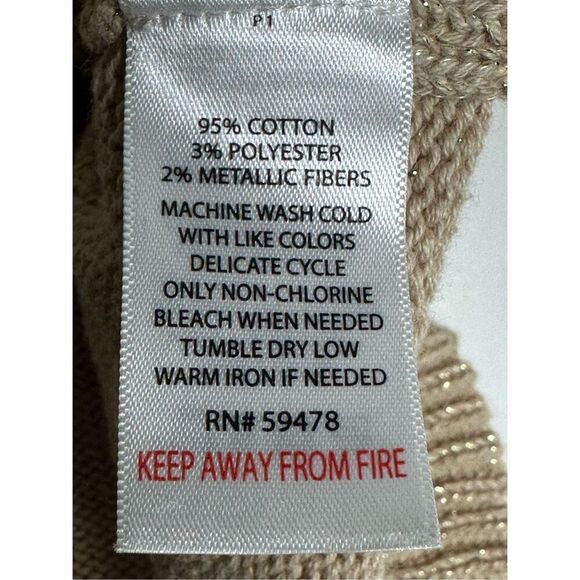 P1
95% COTTON
3% POLYESTER
2% METALLIC FIBERS
MACHINE WASH COLD
WITH LIKE COLORS
DELICATE CYCLE
ONLY NON-CHLORINE
BLEACH WHEN NEEDED
TUMBLE DRY LOW
WARM IRON IF NEEDED
RN# 59478
KEEP AWAY FROM FIRE